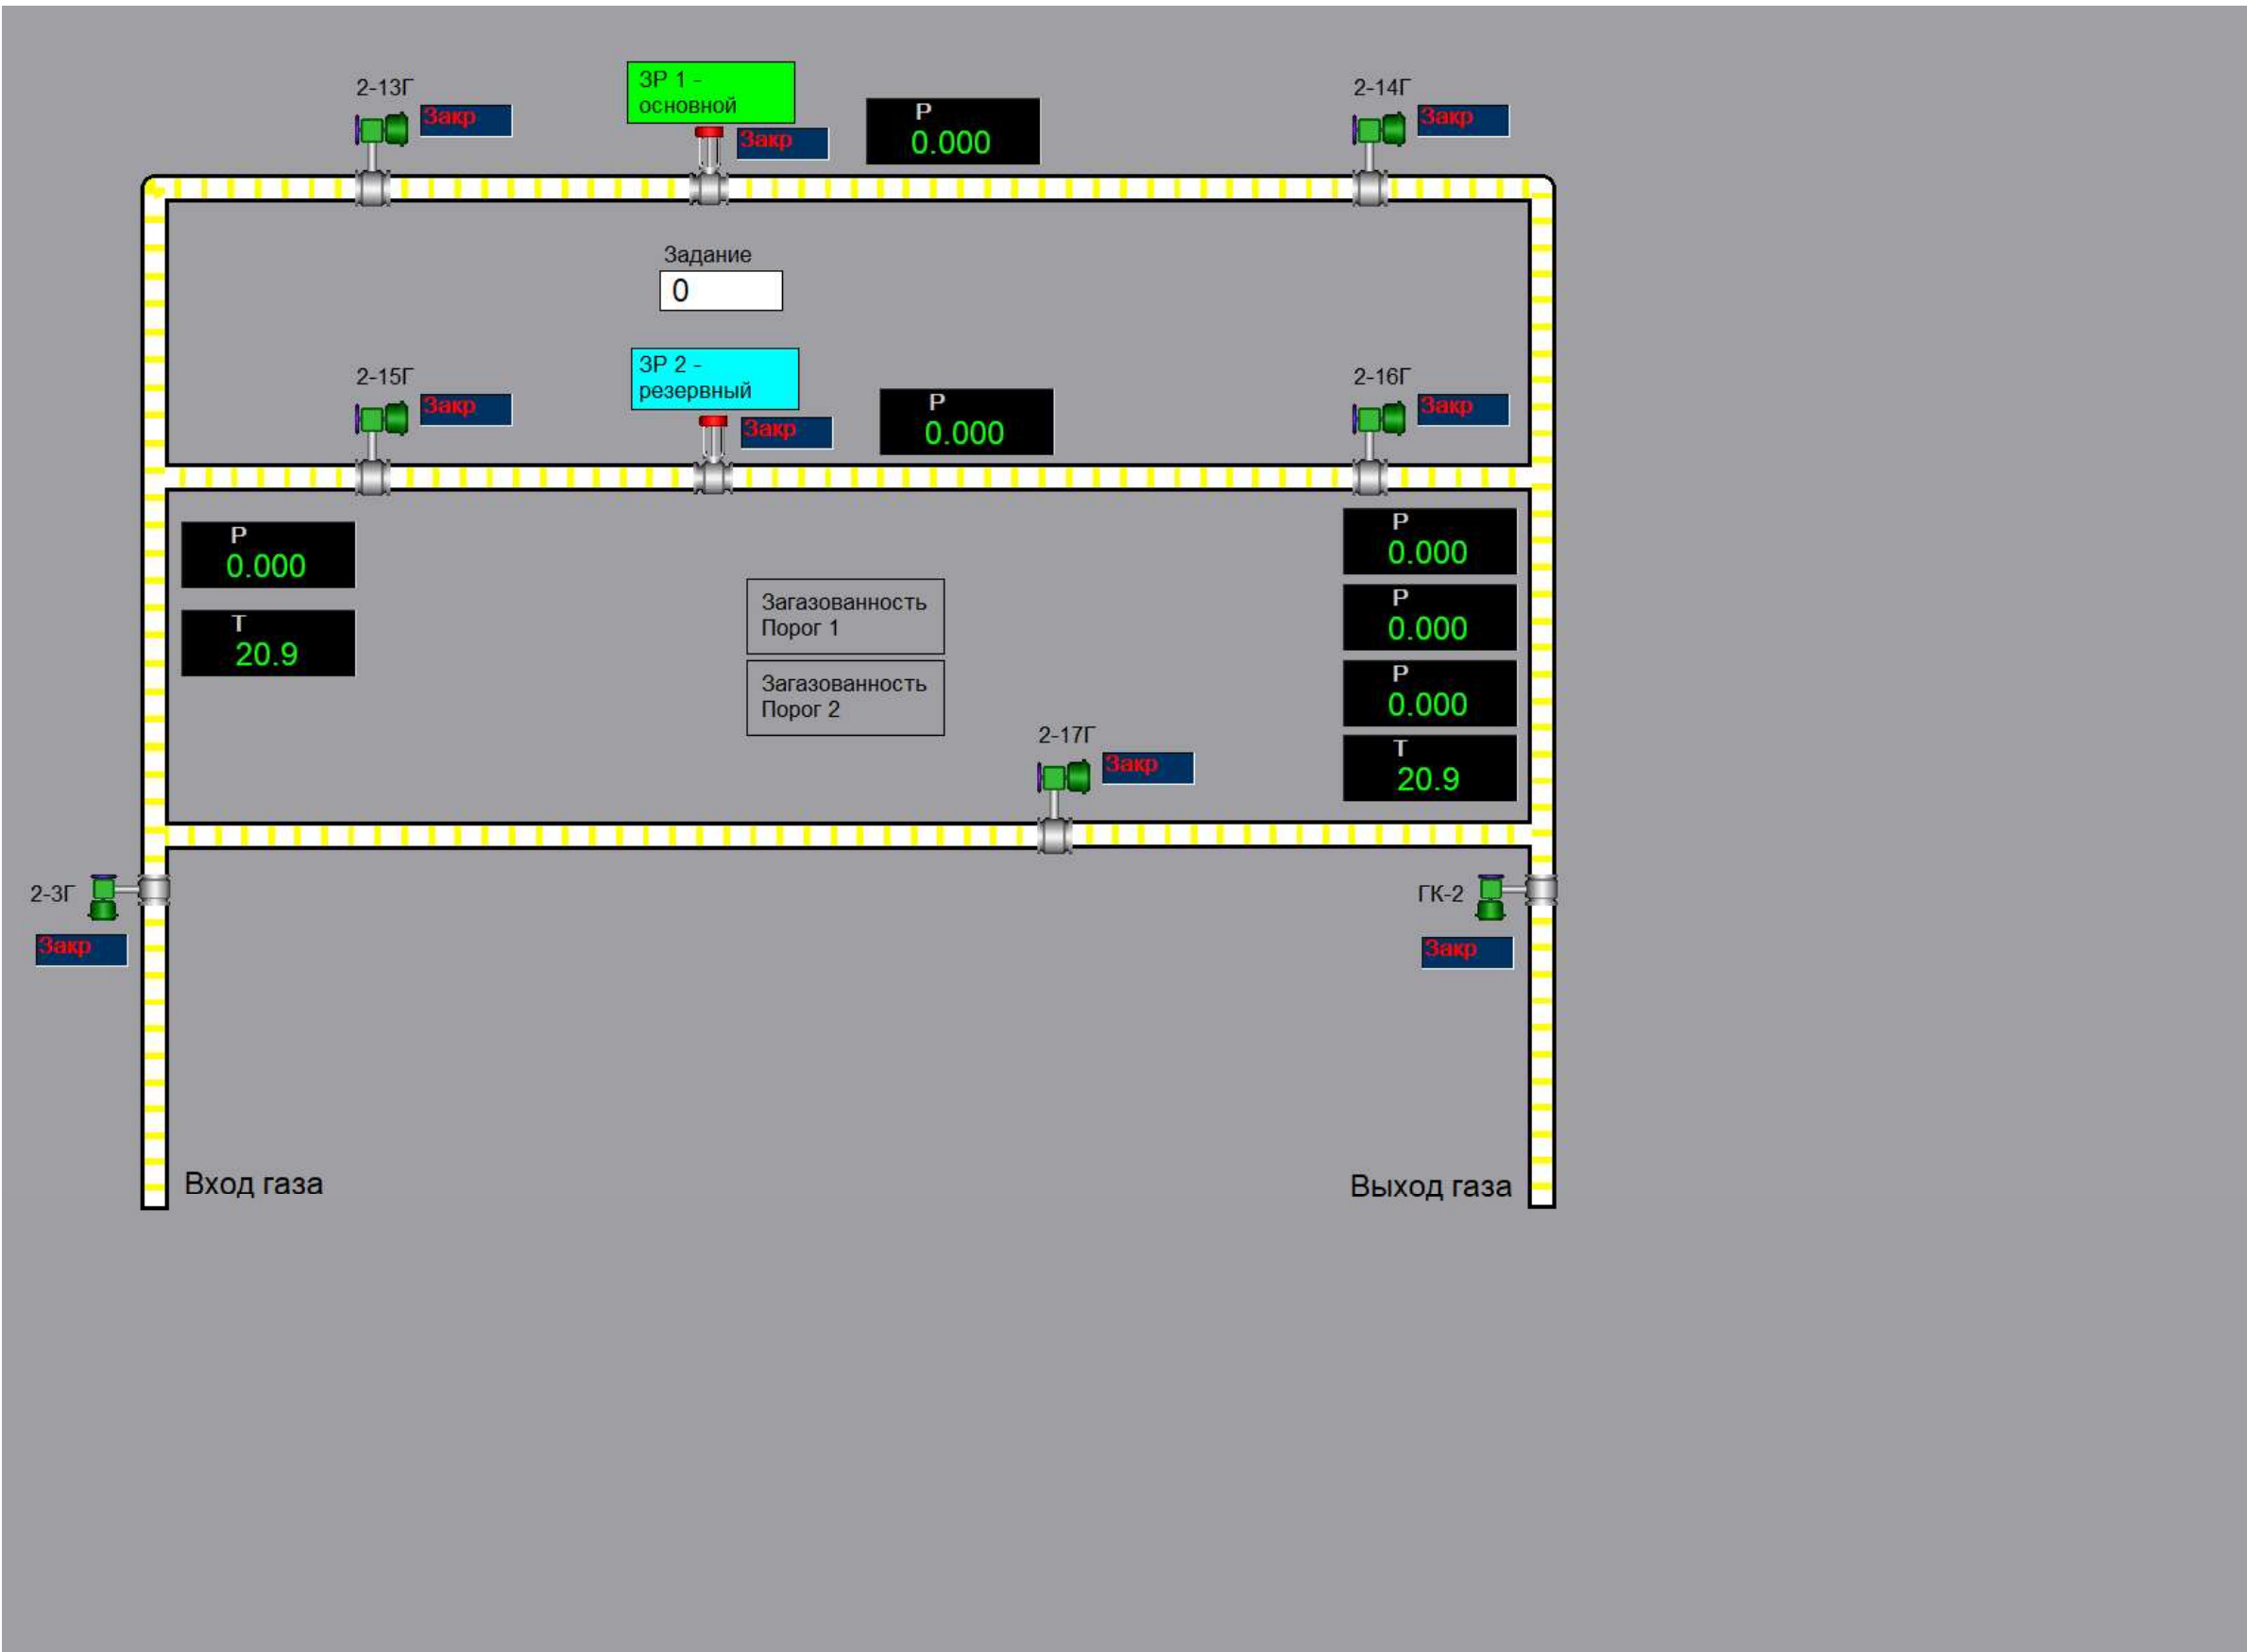 2-13Г
Закр
ЗР 1 -
основной
Закр
P
0.000
2-14Г
Закр
Задание
0
2-15Г
Закр
ЗР 2 -
резервный
Закр
P
0.000
2-16Г
Закр
P
0.000
T
20.9
Загазованность
Порог 1
Загазованность
Порог 2
P
0.000
P
0.000
P
0.000
T
20.9
2-17Г
Закр
2-3Г
Закр
ГК-2
Закр
Вход газа
Выход газа